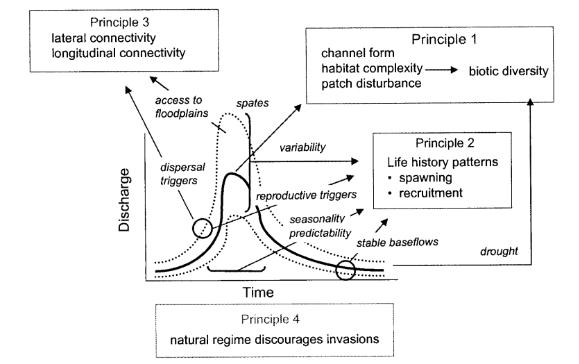 Principle 3
lateral connectivity
longitudinal connectivity
Principle 1
channel form
habitat complexity
patch disturbance
biotic diversity
access to
floodplains
spates
variability
Principle 2
Life history patterns
• spawning
• recruitment
dispersal
triggers
reproductive triggers
seasonality
predictability
stable baseflows
drought
Discharge
Time
Principle 4
natural regime discourages invasions